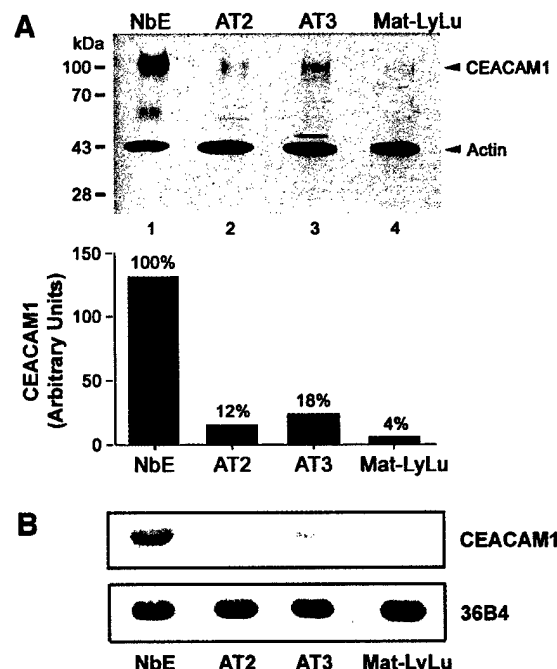 A
NbE AT2 AT3 Mat-LyLu
kDa
100
CEACAM1
70
43
Actin
28
1 2 3 4
CEACAM1
(Arbitrary Units)
150
100
50
0
100%
12%
18%
4%
NbE AT2 AT3 Mat-LyLu
B
CEACAM1
36B4
NbE AT2 AT3 Mat-LyLu